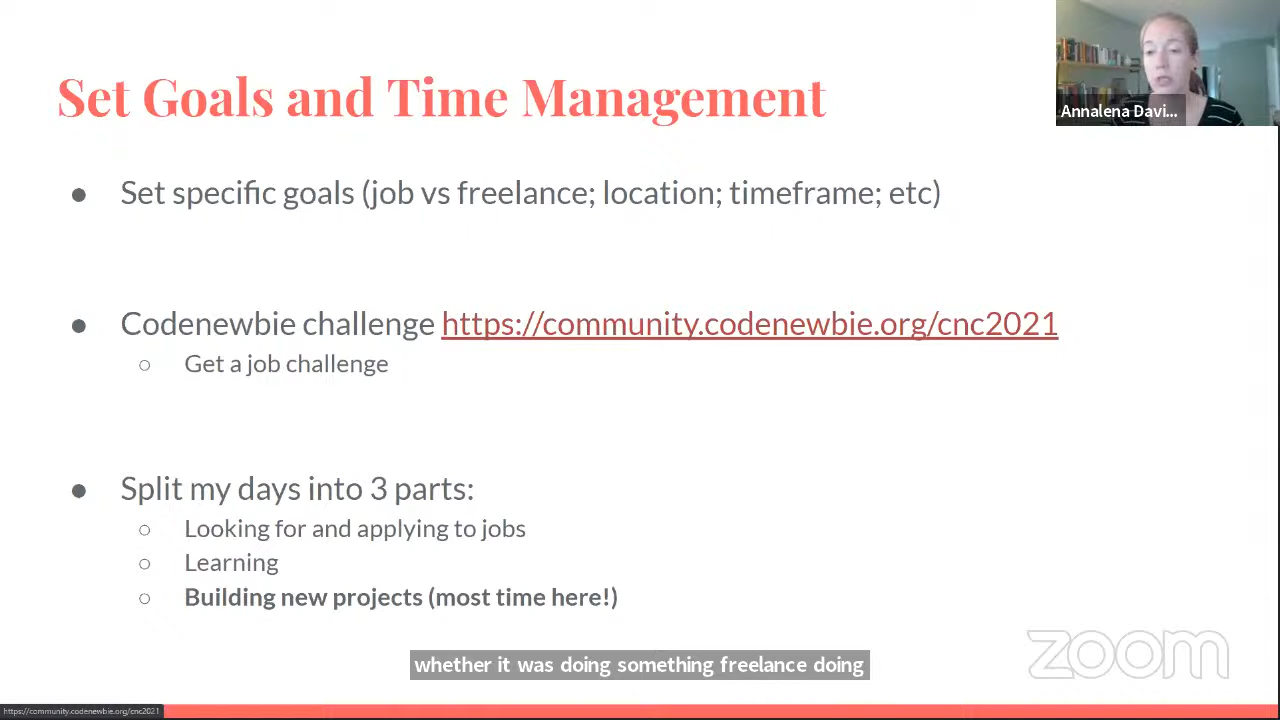 Set Goals and Time Management
Annalena Davi...
● Set specific goals (job vs freelance; location; timeframe; etc)
● Codenewbie challenge https://community.codenewbie.org/cnc2021
○ Get a job challenge
● Split my days into 3 parts:
○ Looking for and applying to jobs
○ Learning
○ Building new projects (most time here!)
zoom
whether it was doing something freelance doing
https://community.codenewbie.org/cnc2021